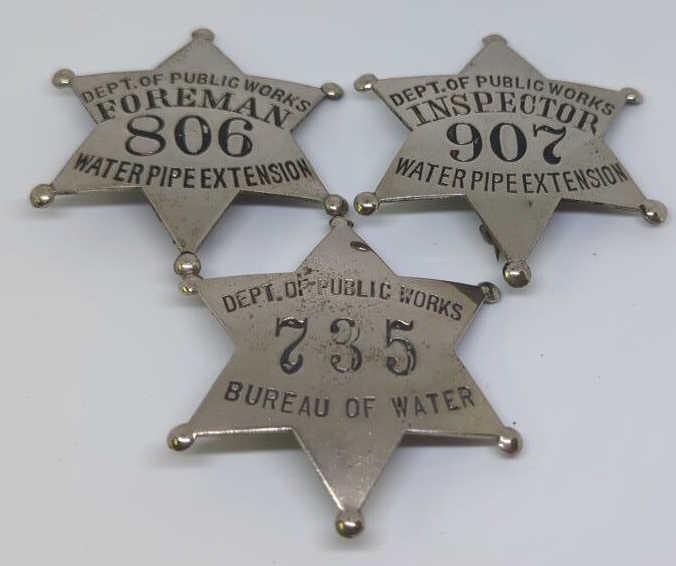 DEPT. OF PUBLIC WORKS
FOREMAN
806
WATER PIPE EXTENSION
DEPT. OF PUBLIC WORKS
INSPECTOR
907
WATER PIPE EXTENSION
DEPT. OF PUBLIC WORKS
735
BUREAU OF WATER